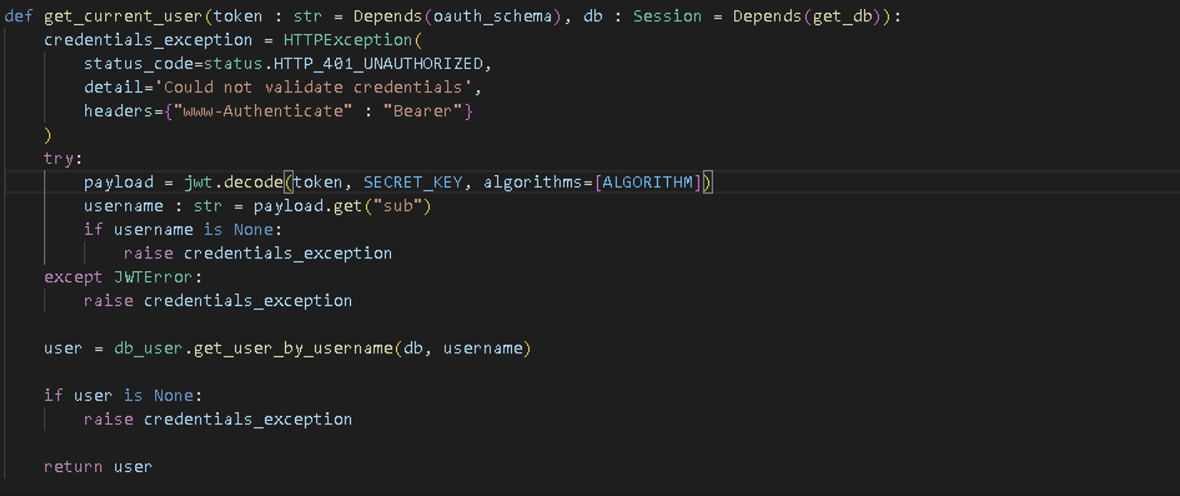 def get_current_user(token : str = Depends(oauth_schema), db : Session = Depends(get_db)):
    credentials_exception = HTTPException(
        status_code=status.HTTP_401_UNAUTHORIZED,
        detail='Could not validate credentials',
        headers={"www-Authenticate" : "Bearer"}
    )
    try:
        payload = jwt.decode(token, SECRET_KEY, algorithms=[ALGORITHM])
        username : str = payload.get("sub")
        if username is None:
            raise credentials_exception
    except JWTError:
        raise credentials_exception

    user = db_user.get_user_by_username(db, username)

    if user is None:
        raise credentials_exception

    return user